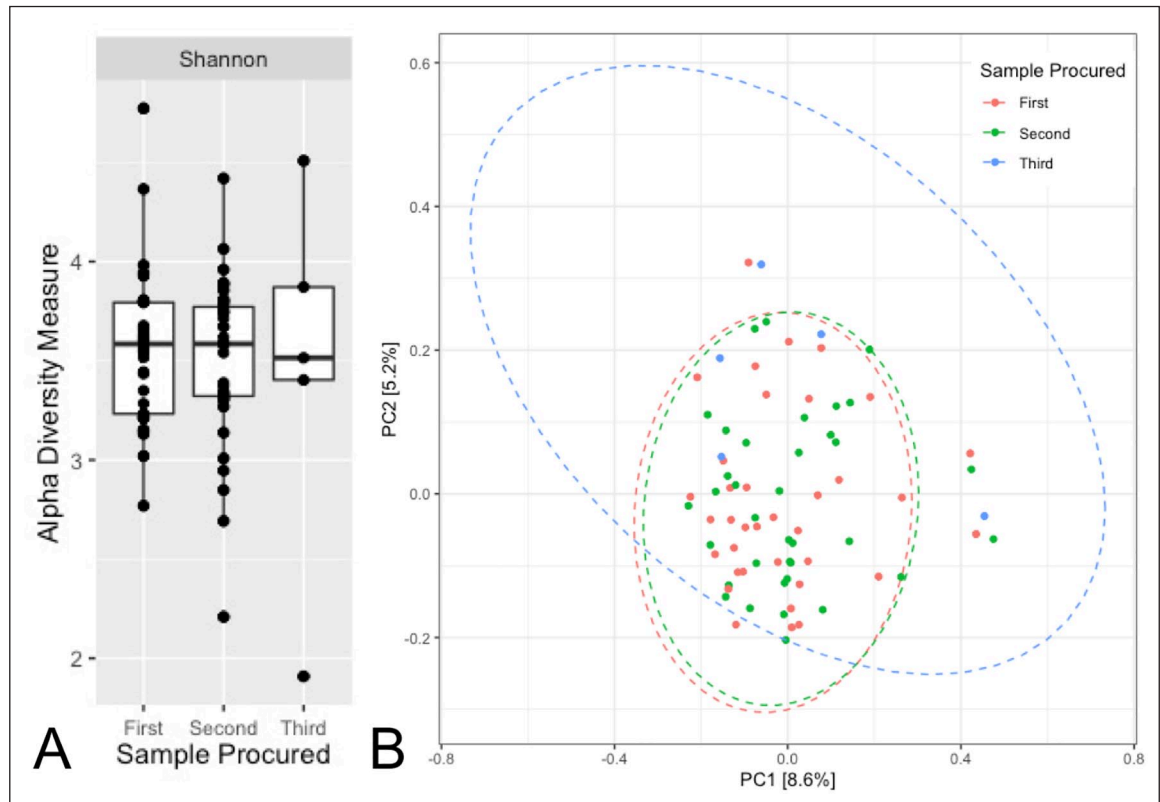 Shannon
Alpha Diversity Measure
4
3
2
First Second Third
Sample Procured
A
Sample Procured
First
Second
Third
PC2 [5.2%]
0.6
0.4
0.2
0.0
-0.2
-0.8 -0.4 0.0 0.4 0.8
PC1 [8.6%]
B